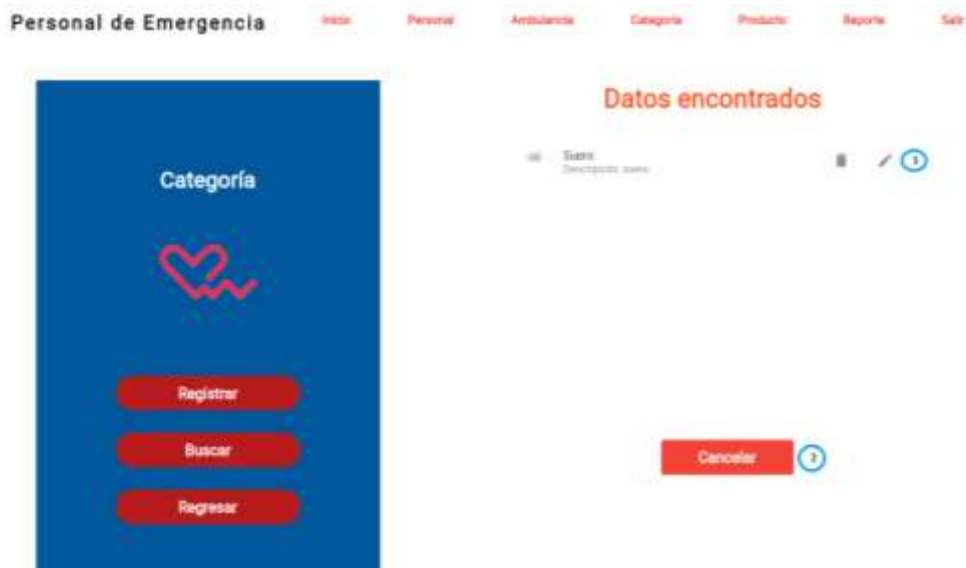 Personal de Emergencia Inicio Personal Ambulancia Categoría Producto Reporte Salir
Datos encontrados
Suero
Categoría
Registrar
Buscar
Regresar
Cancelar